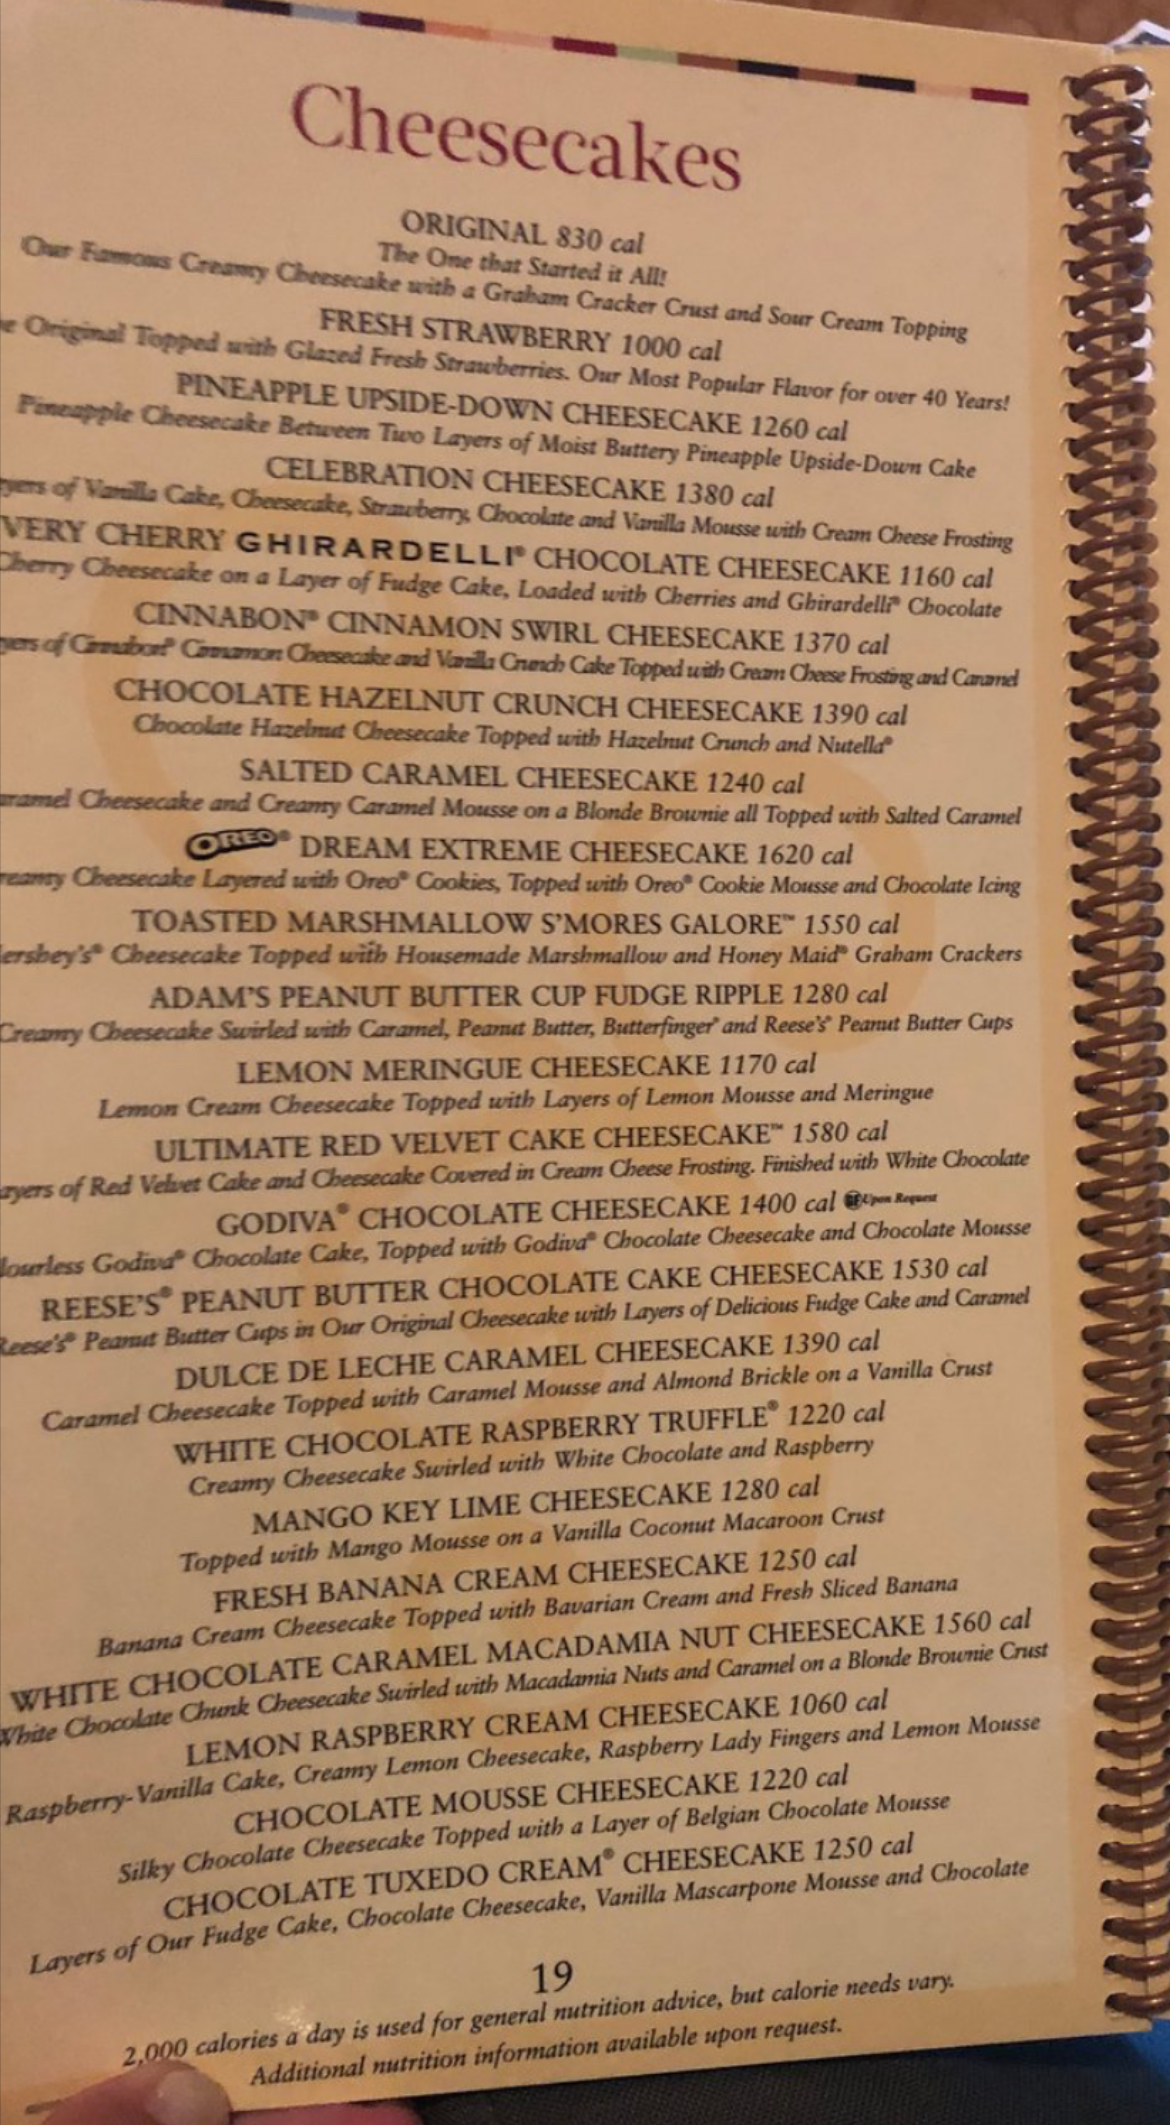 Cheesecakes
ORIGINAL 830 cal
The One that Started it All!
Our Famous Creamy Cheesecake with a Graham Cracker Crust and Sour Cream Topping
FRESH STRAWBERRY 1000 cal
Original Topped with Glazed Fresh Strawberries. Our Most Popular Flavor for over 40 Years!
PINEAPPLE UPSIDE-DOWN CHEESECAKE 1260 cal
Pineapple Cheesecake Between Two Layers of Moist Buttery Pineapple Upside-Down Cake
CELEBRATION CHEESECAKE 1380 cal
of Vanilla Cake, Cheesecake, Strawberry, Chocolate and Vanilla Mousse with Cream Cheese Frosting
VERY CHERRY GHIRARDELLI® CHOCOLATE CHEESECAKE 1160 cal
Cherry Cheesecake on a Layer of Fudge Cake, Loaded with Cherries and Ghirardelli® Chocolate
CINNABON® CINNAMON SWIRL CHEESECAKE 1370 cal
of Cinnabon® Cinnamon Cheesecake and Vanilla Crunch Cake Topped with Cream Cheese Frosting and Caramel
CHOCOLATE HAZELNUT CRUNCH CHEESECAKE 1390 cal
Chocolate Hazelnut Cheesecake Topped with Hazelnut Crunch and Nutella®
SALTED CARAMEL CHEESECAKE 1240 cal
Cheesecake and Creamy Caramel Mousse on a Blonde Brownie all Topped with Salted Caramel
OREO® DREAM EXTREME CHEESECAKE 1620 cal
Cheesecake Layered with Oreo® Cookies, Topped with Oreo® Cookie Mousse and Chocolate Icing
TOASTED MARSHMALLOW S'MORES GALORE™ 1550 cal
Cheesecake Topped with Housemade Marshmallow and Honey Maid® Graham Crackers
ADAM'S PEANUT BUTTER CUP FUDGE RIPPLE 1280 cal
Creamy Cheesecake Swirled with Caramel, Peanut Butter, Butterfinger® and Reese's® Peanut Butter Cups
LEMON MERINGUE CHEESECAKE 1170 cal
Lemon Cream Cheesecake Topped with Layers of Lemon Mousse and Meringue
ULTIMATE RED VELVET CAKE CHEESECAKE™ 1580 cal
of Red Velvet Cake and Cheesecake Covered in Cream Cheese Frosting. Finished with White Chocolate
GODIVA® CHOCOLATE CHEESECAKE 1400 cal Upon Request
Godiva® Chocolate Cake, Topped with Godiva® Chocolate Cheesecake and Chocolate Mousse
REESE'S® PEANUT BUTTER CHOCOLATE CAKE CHEESECAKE 1530 cal
Reese's® Peanut Butter Cups in Our Original Cheesecake with Layers of Delicious Fudge Cake and Caramel
DULCE DE LECHE CARAMEL CHEESECAKE 1390 cal
Caramel Cheesecake Topped with Caramel Mousse and Almond Brickle on a Vanilla Crust
WHITE CHOCOLATE RASPBERRY TRUFFLE® 1220 cal
Creamy Cheesecake Swirled with White Chocolate and Raspberry
MANGO KEY LIME CHEESECAKE 1280 cal
Topped with Mango Mousse on a Vanilla Coconut Macaroon Crust
FRESH BANANA CREAM CHEESECAKE 1250 cal
Banana Cream Cheesecake Topped with Bavarian Cream and Fresh Sliced Banana
WHITE CHOCOLATE CARAMEL MACADAMIA NUT CHEESECAKE 1560 cal
White Chocolate Chunk Cheesecake Swirled with Macadamia Nuts and Caramel on a Blonde Brownie Crust
LEMON RASPBERRY CREAM CHEESECAKE 1060 cal
Raspberry-Vanilla Cake, Creamy Lemon Cheesecake, Raspberry Lady Fingers and Lemon Mousse
CHOCOLATE MOUSSE CHEESECAKE 1220 cal
Silky Chocolate Cheesecake Topped with a Layer of Belgian Chocolate Mousse
CHOCOLATE TUXEDO CREAM® CHEESECAKE 1250 cal
Layers of Our Fudge Cake, Chocolate Cheesecake, Vanilla Mascarpone Mousse and Chocolate
19
2,000 calories a day is used for general nutrition advice, but calorie needs vary.
Additional nutrition information available upon request.